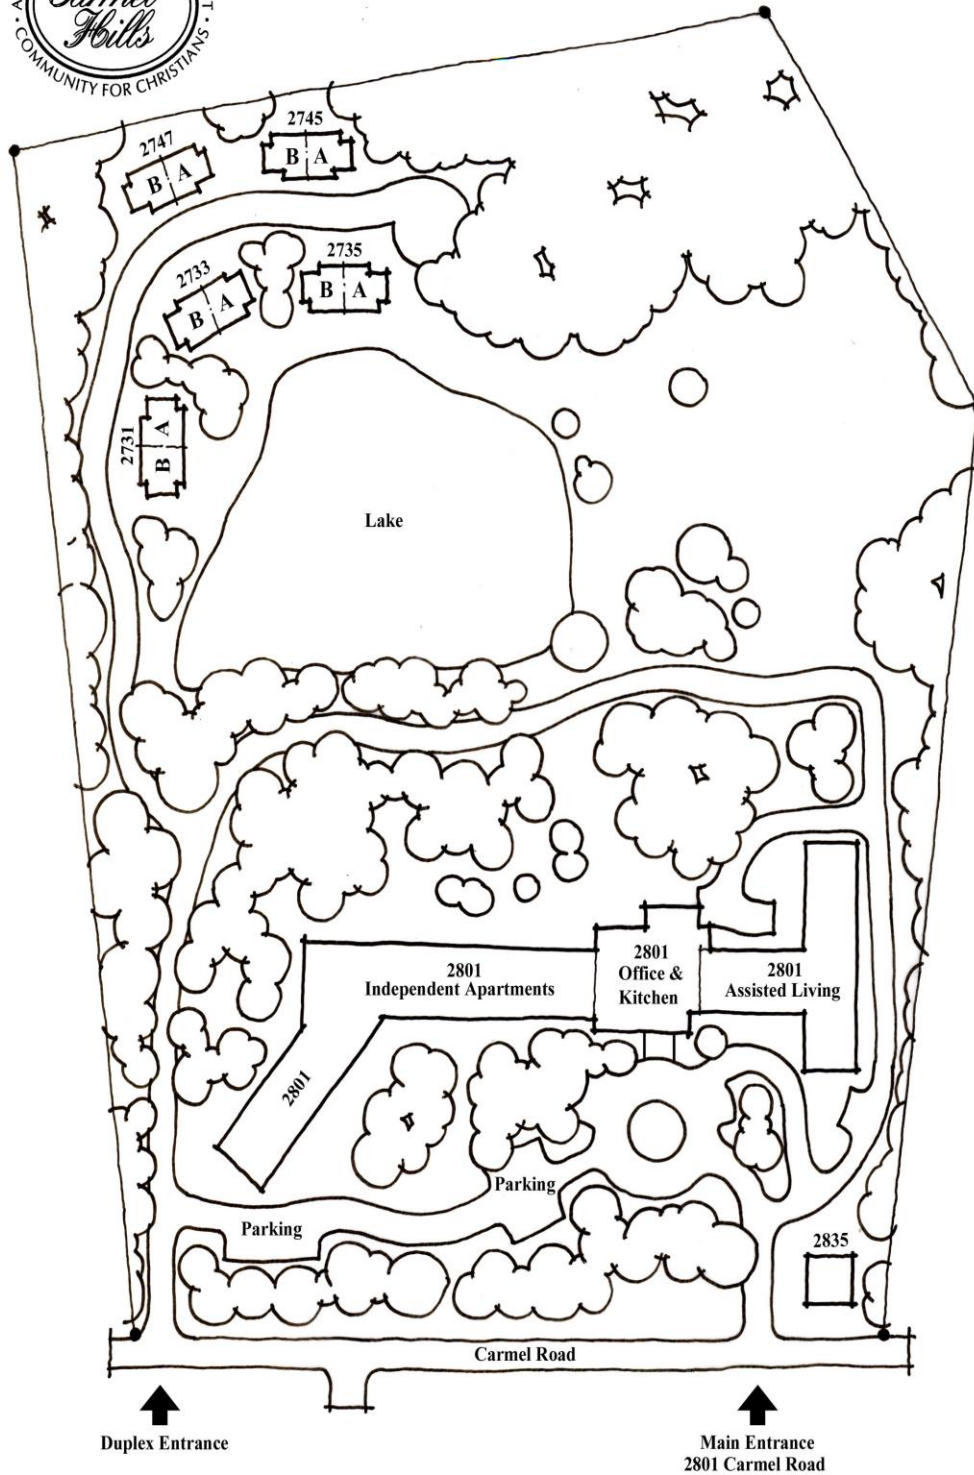 Hills
COMMUNITY FOR CHRISTIANS
2745
B A
2747
B A
2735
B A
2733
B A
2731
B A
Lake
2801
Independent Apartments
2801
Office &
Kitchen
2801
Assisted Living
2801
Parking
Parking
2835
Carmel Road
Duplex Entrance
Main Entrance
2801 Carmel Road